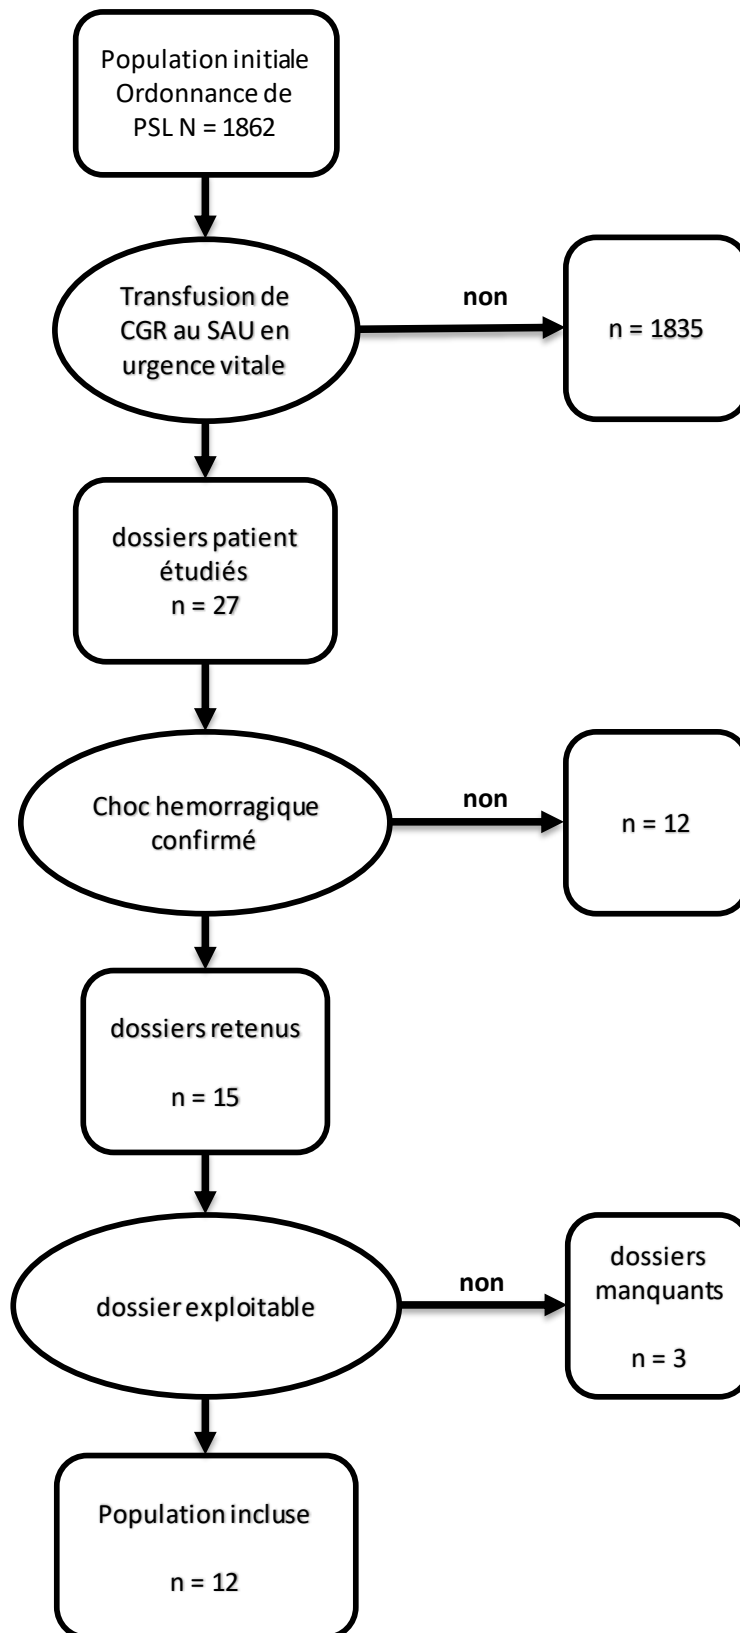 Population initiale
Ordonnance de
PSL N = 1862
Transfusion de
CGR au SAU en
urgence vitale
non
n = 1835
dossiers patient
étudiés
n = 27
Choc hemorragique
confirmé
non
n = 12
dossiers retenus
n = 15
dossier exploitable
non
dossiers
manquants
n = 3
Population incluse
n = 12